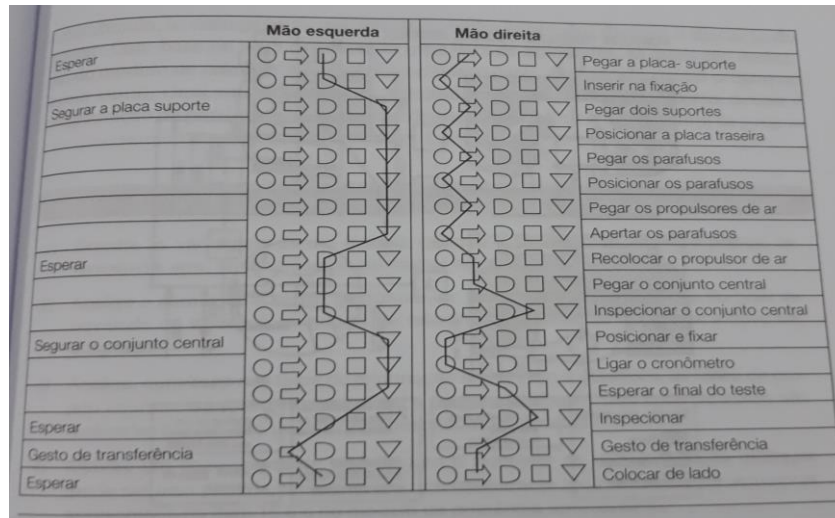 Mão esquerda Mão direita
Esperar Pegar a placa- suporte
Inserir na fixação
Segurar a placa suporte Pegar dois suportes
Posicionar a placa traseira
Pegar os parafusos
Posicionar os parafusos
Pegar os propulsores de ar
Apertar os parafusos
Esperar Recolocar o propulsor de ar
Pegar o conjunto central
Inspecionar o conjunto central
Segurar o conjunto central Posicionar e fixar
Ligar o cronômetro
Esperar o final do teste
Esperar Inspecionar
Gesto de transferência Gesto de transferência
Esperar Colocar de lado